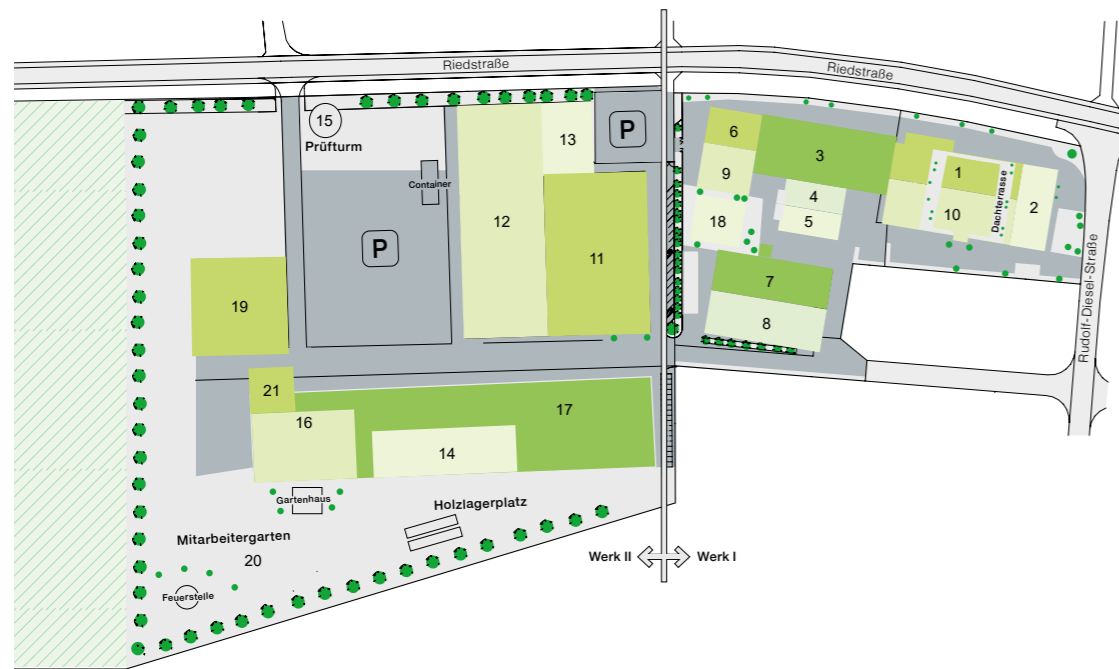 Riedstraße
Riedstraße
15
Prüfturm
Container
P
P
13
12
11
6
3
9
4
5
18
1
10
Dachterrasse
2
7
8
19
Rudolf-Diesel-Straße
21
16
17
14
Gartenhaus
Holzlagerplatz
Mitarbeitergarten
20
Feuerstelle
Werk II
Werk I